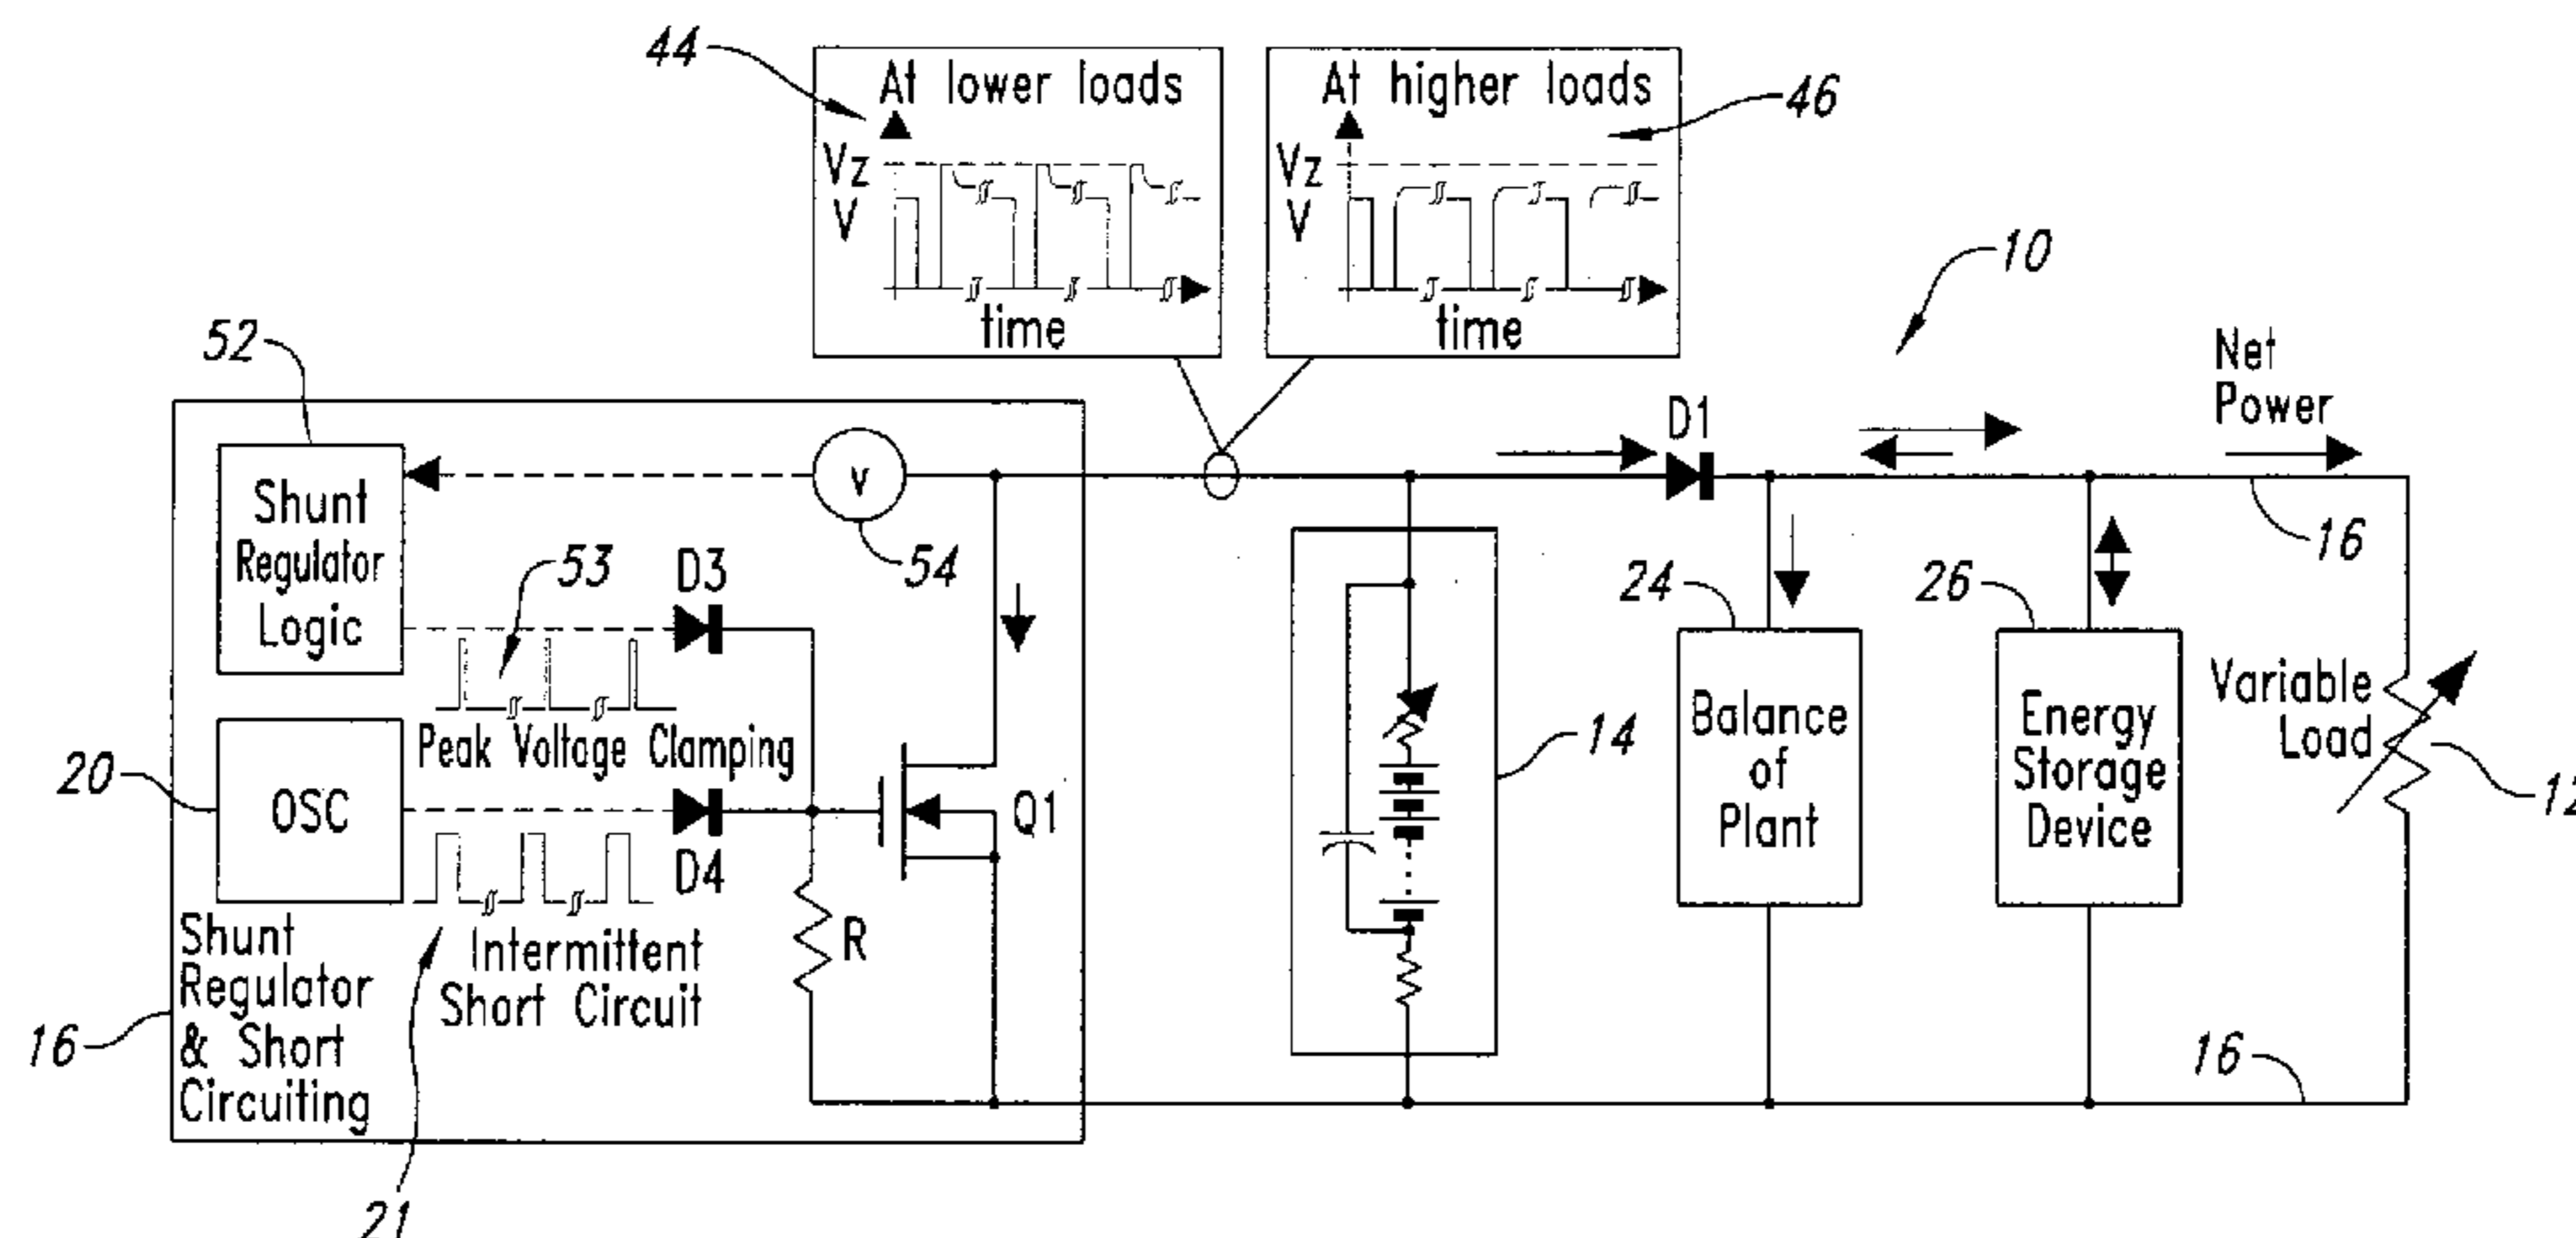 44
At lower loads
Vz
V
time
At higher loads
Vz
V
time
46
10
52
Net
Power
D1
Shunt
Regulator
Logic
v
54
53
D3
16
24
26
Peak Voltage Clamping
20
OSC
D4
Q1
14
Balance
of
Plant
Energy
Storage
Device
Variable
Load
12
R
Shunt
Regulator
& Short
Circuiting
Intermittent
Short Circuit
16
16
21